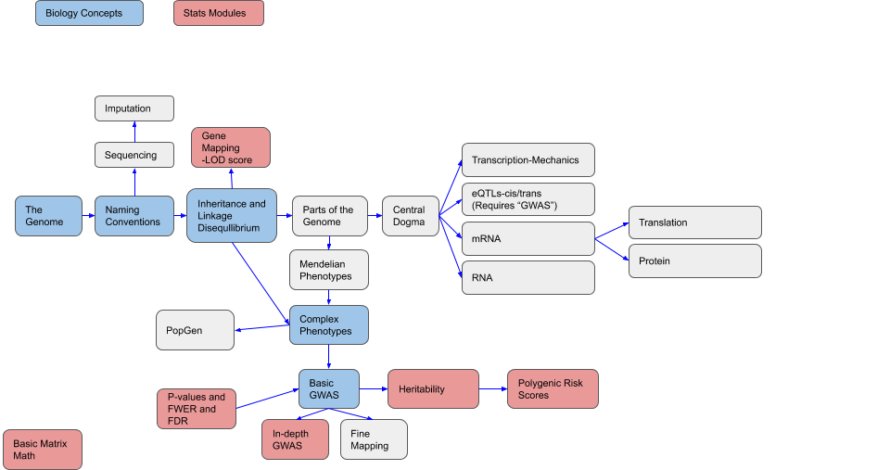 Biology Concepts
Stats Modules
Imputation
Sequencing
Gene
Mapping
-LOD score
The
Genome
Naming
Conventions
Inheritance and
Linkage
Disequllibrium
Parts of the
Genome
Central
Dogma
Transcription-Mechanics
eQTLs-cis/trans
(Requires “GWAS”)
mRNA
RNA
Translation
Protein
Mendelian
Phenotypes
Complex
Phenotypes
PopGen
Basic
GWAS
Heritability
Polygenic Risk
Scores
P-values and
FWER and
FDR
In-depth
GWAS
Fine
Mapping
Basic Matrix
Math